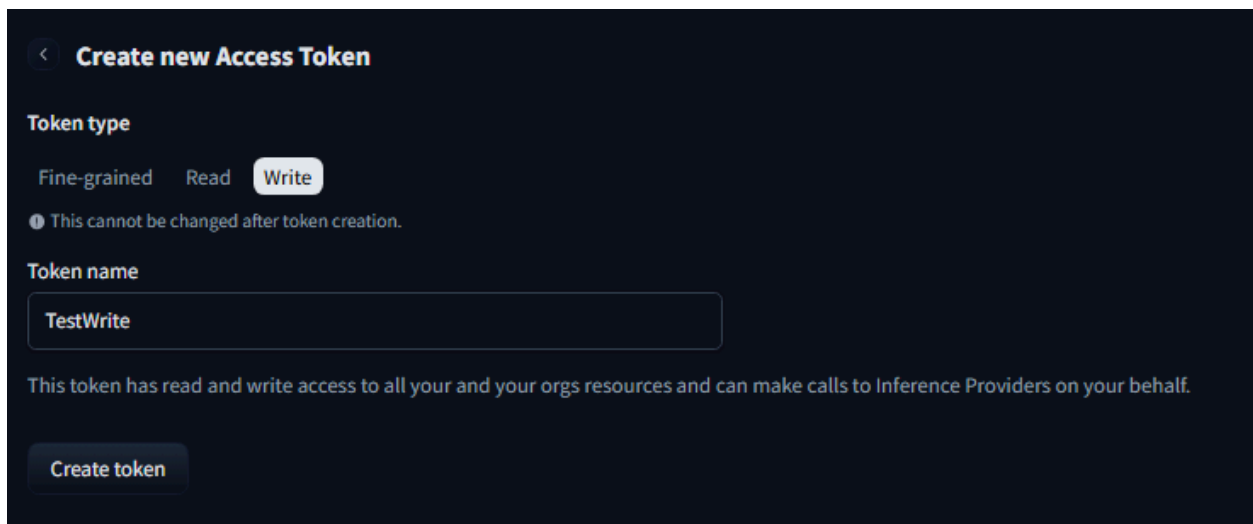 Create new Access Token
Token type
Fine-grained Read Write
This cannot be changed after token creation.
Token name
TestWrite
This token has read and write access to all your and your orgs resources and can make calls to Inference Providers on your behalf.
Create token